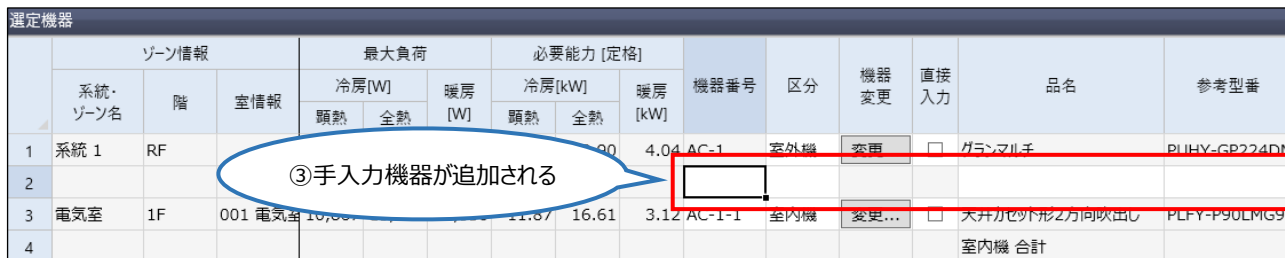 選定機器
ゾーン情報 最大負荷 必要能力 [定格] 機器番号 区分 機器変更 直接入力 品名 参考型番
系統・ゾーン名 階 室情報 冷房[W] 暖房[W] 冷房[kW] 暖房[kW]
顕熱 全熱 顕熱 全熱
1 系統 1 RF 4.04 AC-1 室外機 変更... グランマルチ PUHY-GP224DM
③手入力機器が追加される
2
3 電気室 1F 001 電気室 11.87 16.61 3.12 AC-1-1 室内機 変更... 天井カセット形2方向吹出し PLFY-P90LMG9
4 室内機 合計